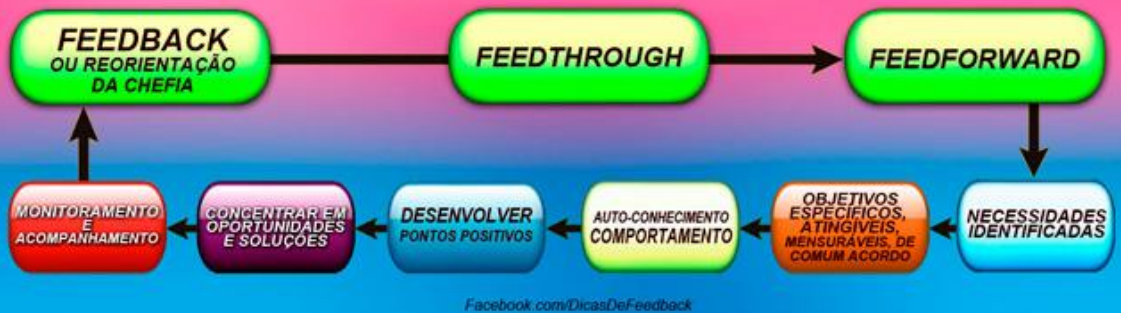 FEEDBACK
OU REORIENTAÇÃO
DA CHEFIA
FEEDTHROUGH
FEEDFORWARD
MONITORAMENTO
E
ACOMPANHAMENTO
CONCENTRAR EM
OPORTUNIDADES
E SOLUÇÕES
DESENVOLVER
PONTOS POSITIVOS
AUTO-CONHECIMENTO
COMPORTAMENTO
OBJETIVOS
ESPECÍFICOS,
ATINGÍVEIS,
MENSURÁVEIS, DE
COMUM ACORDO
NECESSIDADES
IDENTIFICADAS
Facebook.com/DicasDeFeedback